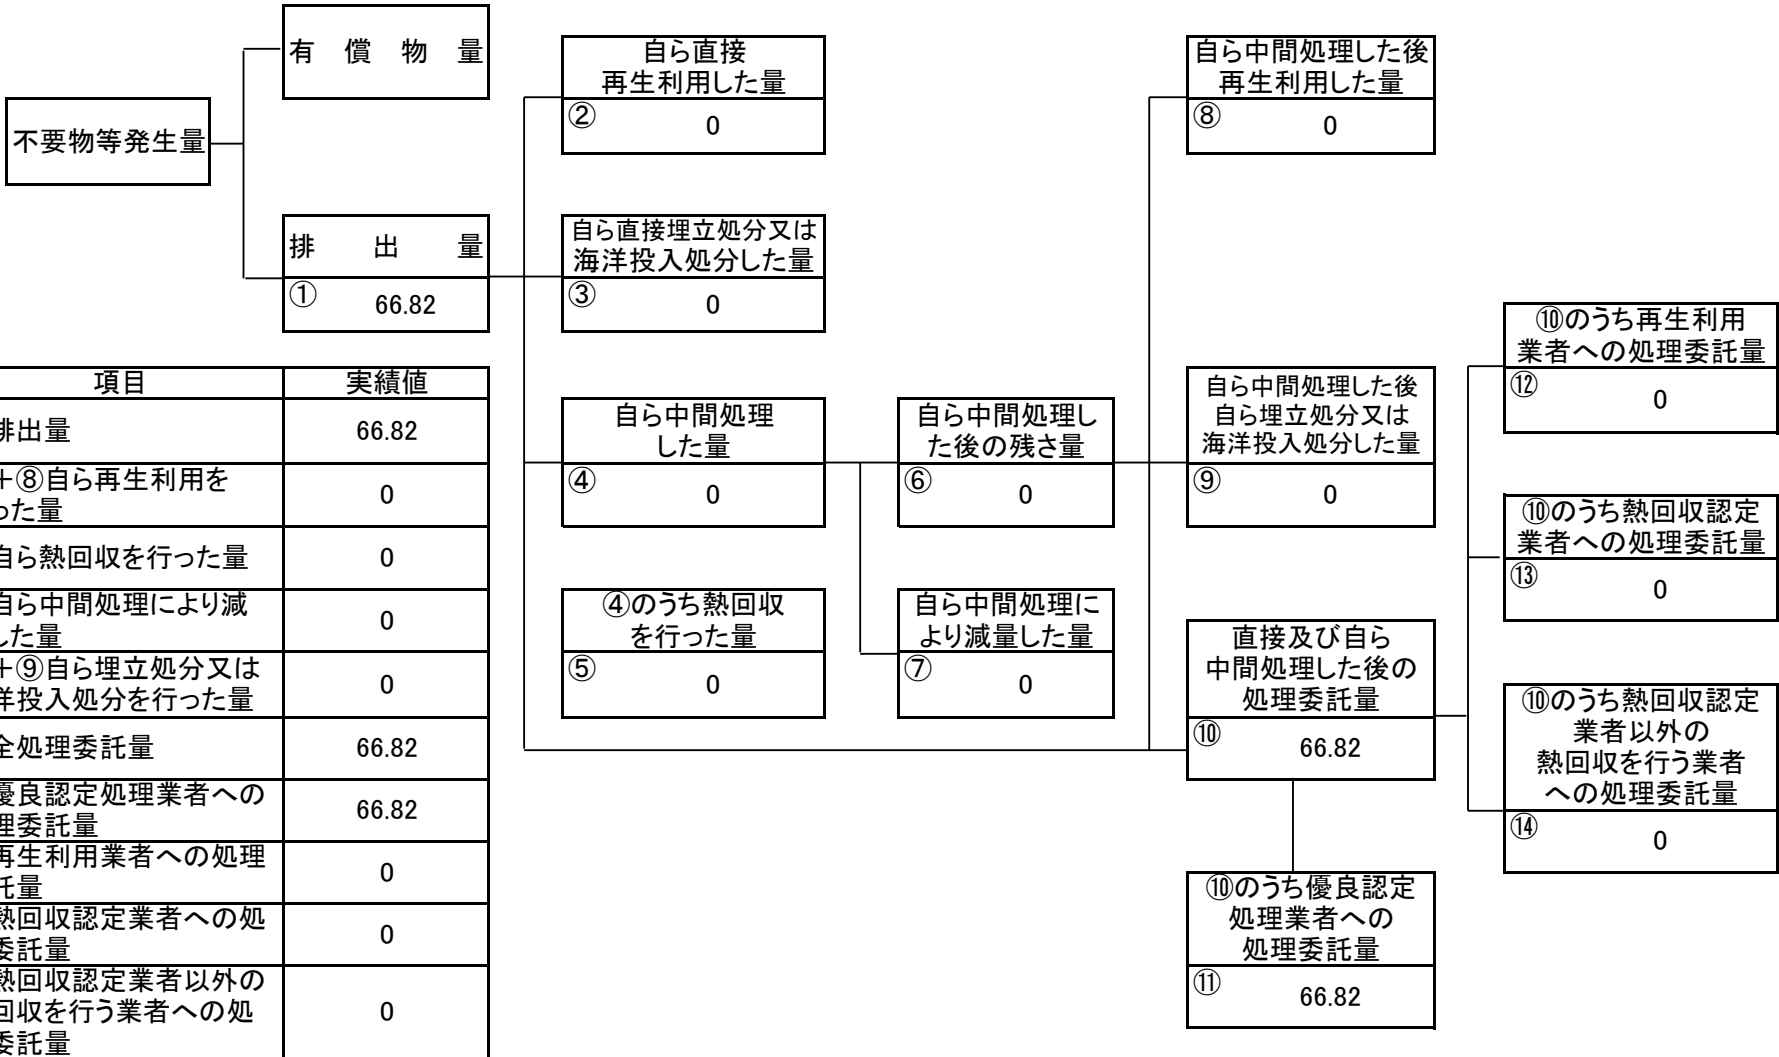 有 償 物 量
不要物等発生量
排 出 量
① 66.82
自ら直接
再生利用した量
② 0
自ら直接埋立処分又は
海洋投入処分した量
③ 0
自ら中間処理
した量
④ 0
④のうち熱回収
を行った量
⑤ 0
自ら中間処理し
た後の残さ量
⑥ 0
自ら中間処理に
より減量した量
⑦ 0
自ら中間処理した後
再生利用した量
⑧ 0
自ら中間処理した後
自ら埋立処分又は
海洋投入処分した量
⑨ 0
直接及び自ら
中間処理した後の
処理委託量
⑩ 66.82
⑩のうち優良認定
処理業者への
処理委託量
⑪ 66.82
⑩のうち再生利用
業者への処理委託量
⑫ 0
⑩のうち熱回収認定
業者への処理委託量
⑬ 0
⑩のうち熱回収認定
業者以外の
熱回収を行う業者
への処理委託量
⑭ 0
項目 実績値
排出量 66.82
+⑧自ら再生利用を
った量 0
自ら熱回収を行った量 0
自ら中間処理により減
した量 0
+⑨自ら埋立処分又は
洋投入処分を行った量 0
全処理委託量 66.82
優良認定処理業者への
理委託量 66.82
再生利用業者への処理
託量 0
熱回収認定業者への処
委託量 0
熱回収認定業者以外の
回収を行う業者への処
委託量 0